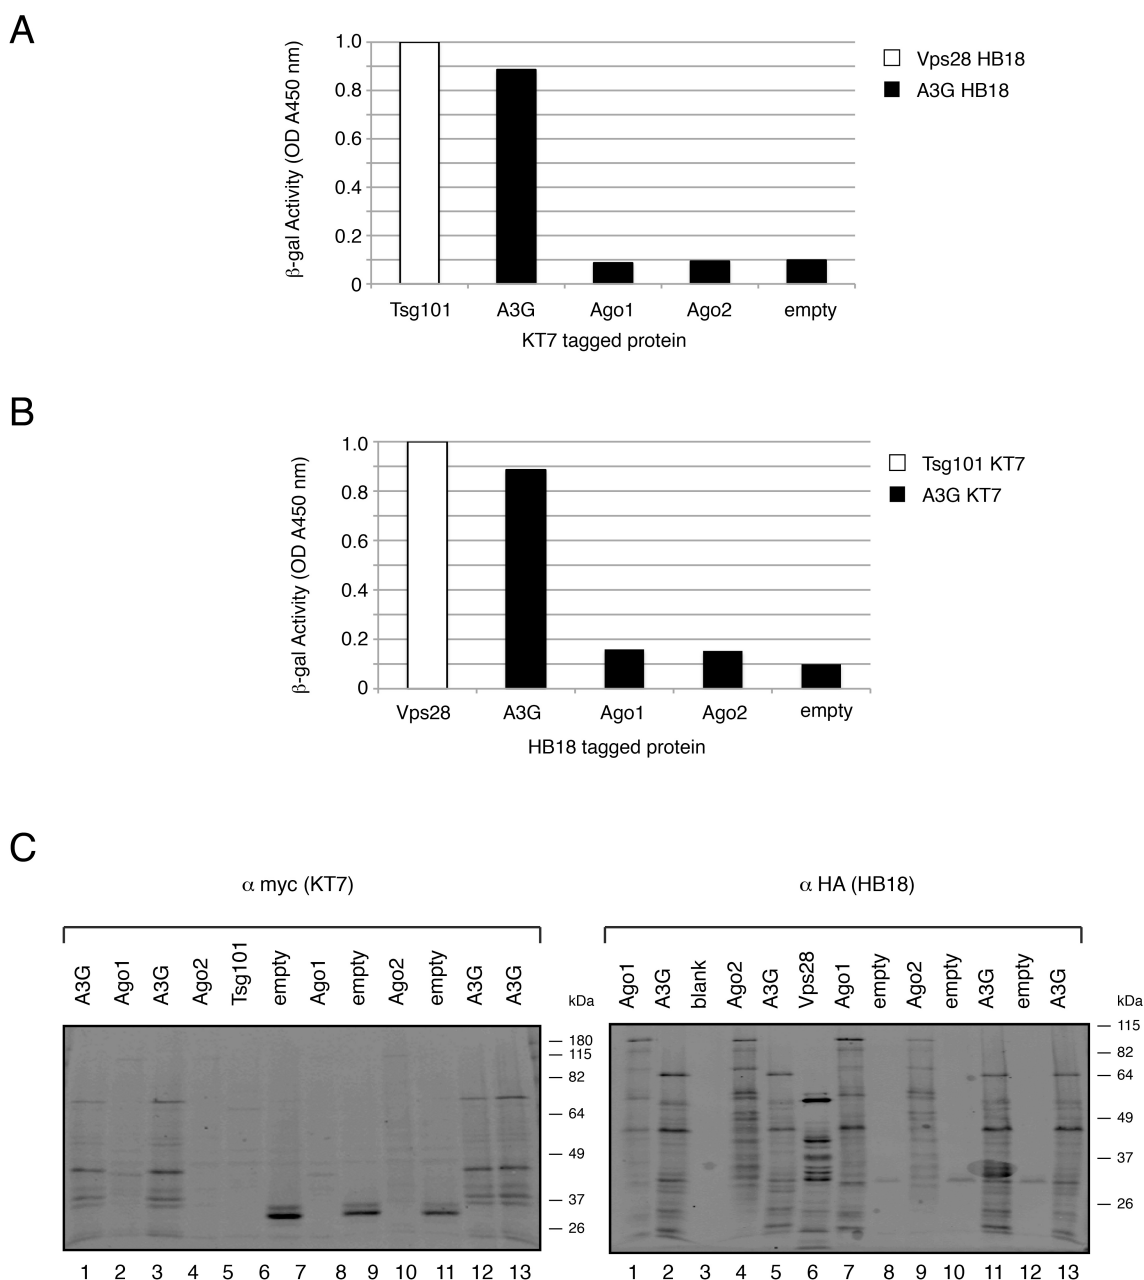 A
β-gal Activity (OD A450 nm)
1.0
0.8
0.6
0.4
0.2
0
Tsg101 A3G Ago1 Ago2 empty
KT7 tagged protein
Vps28 HB18
A3G HB18
B
β-gal Activity (OD A450 nm)
1.0
0.8
0.6
0.4
0.2
0
Vps28 A3G Ago1 Ago2 empty
HB18 tagged protein
Tsg101 KT7
A3G KT7
C
α myc (KT7)
A3G Ago1 A3G Ago2 Tsg101 empty Ago1 empty Ago2 empty A3G A3G
kDa
180
115
82
64
49
37
26
1 2 3 4 5 6 7 8 9 10 11 12 13
α HA (HB18)
Ago1 A3G blank Ago2 A3G Vps28 Ago1 empty Ago2 empty A3G empty A3G
kDa
115
82
64
49
37
26
1 2 3 4 5 6 7 8 9 10 11 12 13